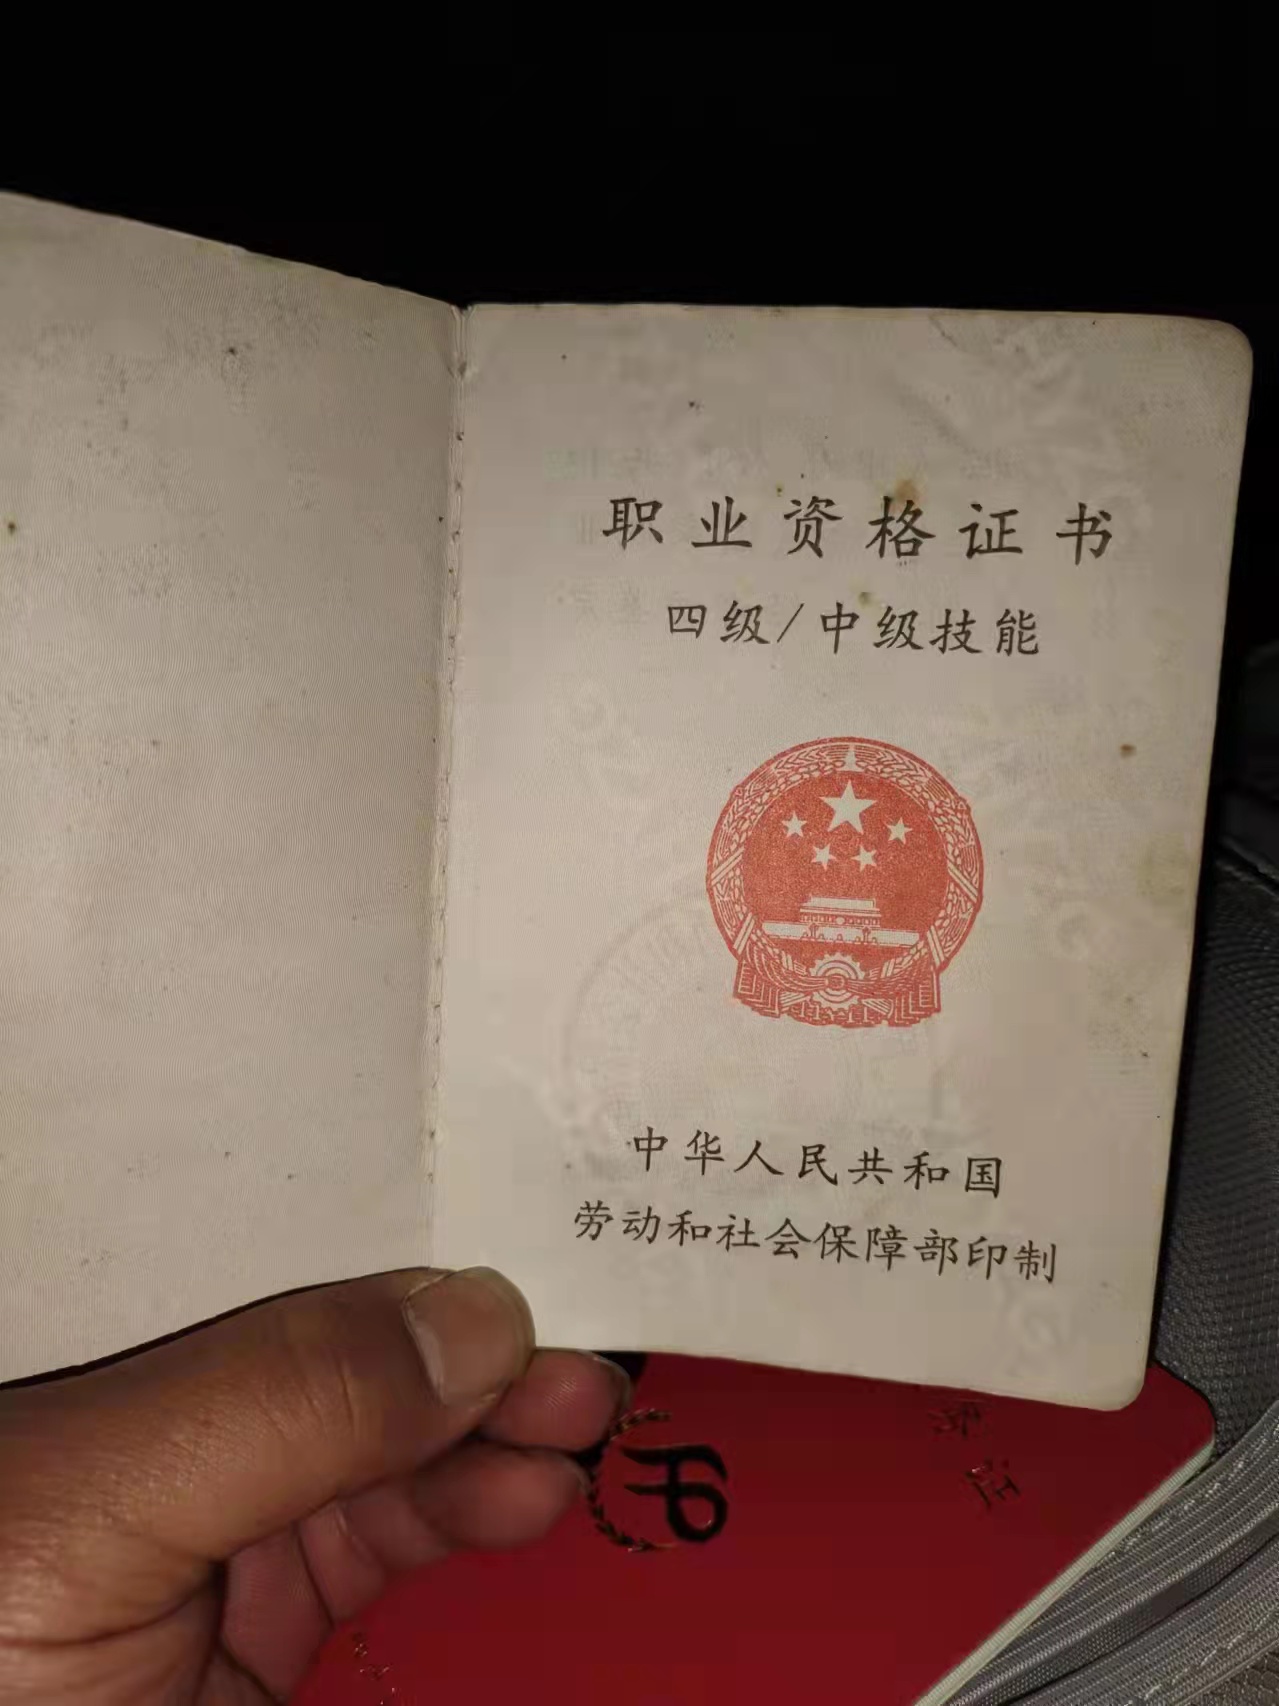 职业资格证书
四级/中级技能
中华人民共和国
劳动和社会保障部印制